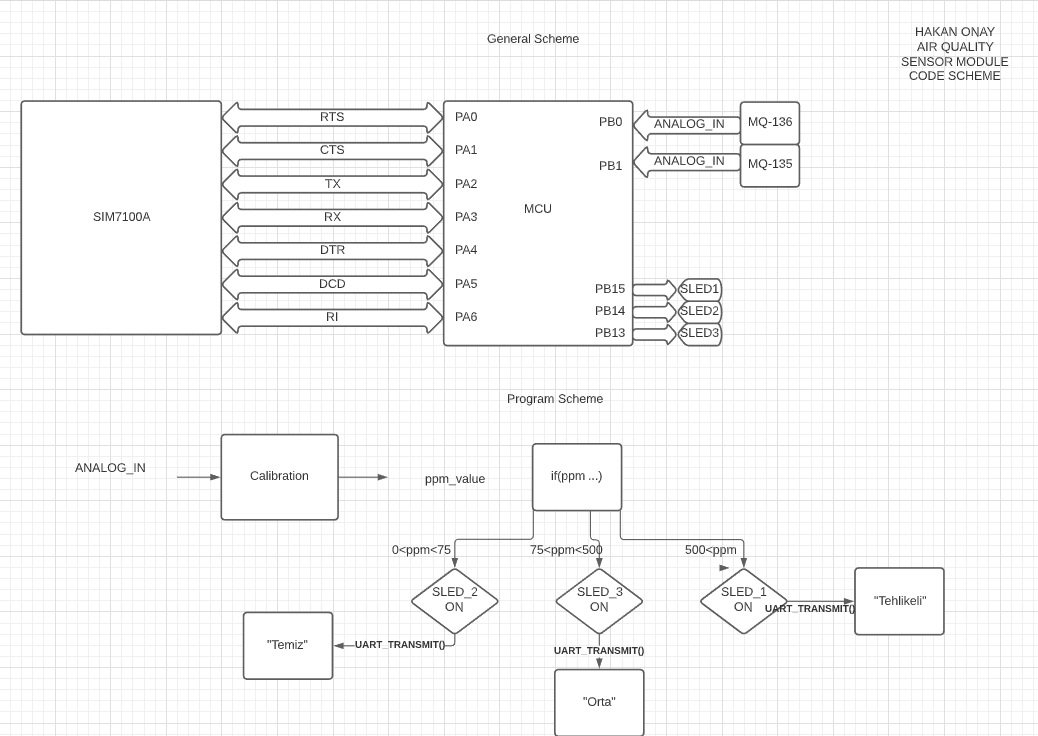 General Scheme
HAKAN ONAY
AIR QUALITY
SENSOR MODULE
CODE SCHEME
SIM7100A
RTS
CTS
TX
RX
DTR
DCD
RI
PA0
PA1
PA2
PA3
PA4
PA5
PA6
MCU
PB0
PB1
PB15
PB14
PB13
ANALOG_IN
ANALOG_IN
MQ-136
MQ-135
SLED1
SLED2
SLED3
Program Scheme
ANALOG_IN
Calibration
ppm_value
if(ppm ...)
0<ppm<75
75<ppm<500
500<ppm
SLED_2
ON
SLED_3
ON
SLED_1
ON
UART_TRANSMIT()
"Tehlikeli"
"Temiz"
UART_TRANSMIT()
UART_TRANSMIT()
"Orta"